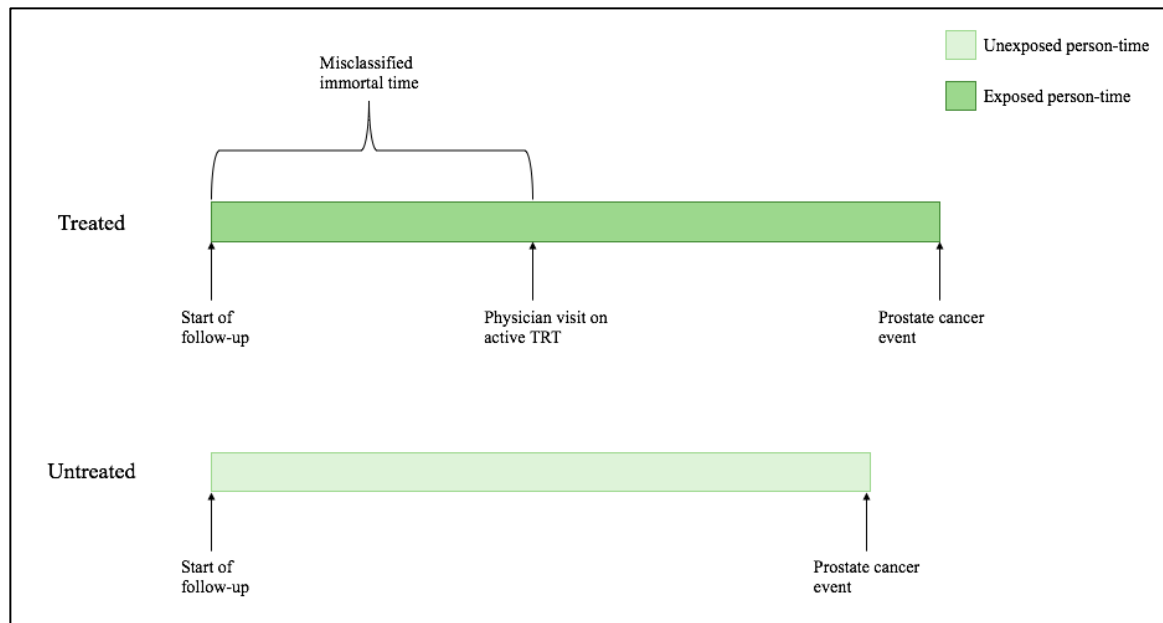 Misclassified
immortal time
Unexposed person-time
Exposed person-time
Treated
Start of
follow-up
Physician visit on
active TRT
Prostate cancer
event
Untreated
Start of
follow-up
Prostate cancer
event